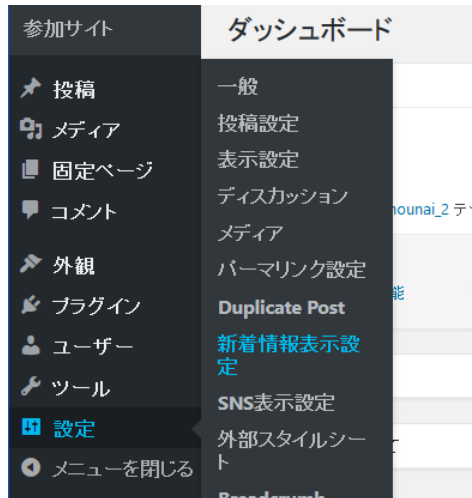 参加サイト
ダッシュボード
投稿
メディア
固定ページ
コメント
外観
プラグイン
ユーザー
ツール
設定
メニューを閉じる
一般
投稿設定
表示設定
ディスカッション
メディア
パーマリンク設定
Duplicate Post
新着情報表示設
定
SNS表示設定
外部スタイルシー
ト
Breadcrumb
nounai_2 テ
能